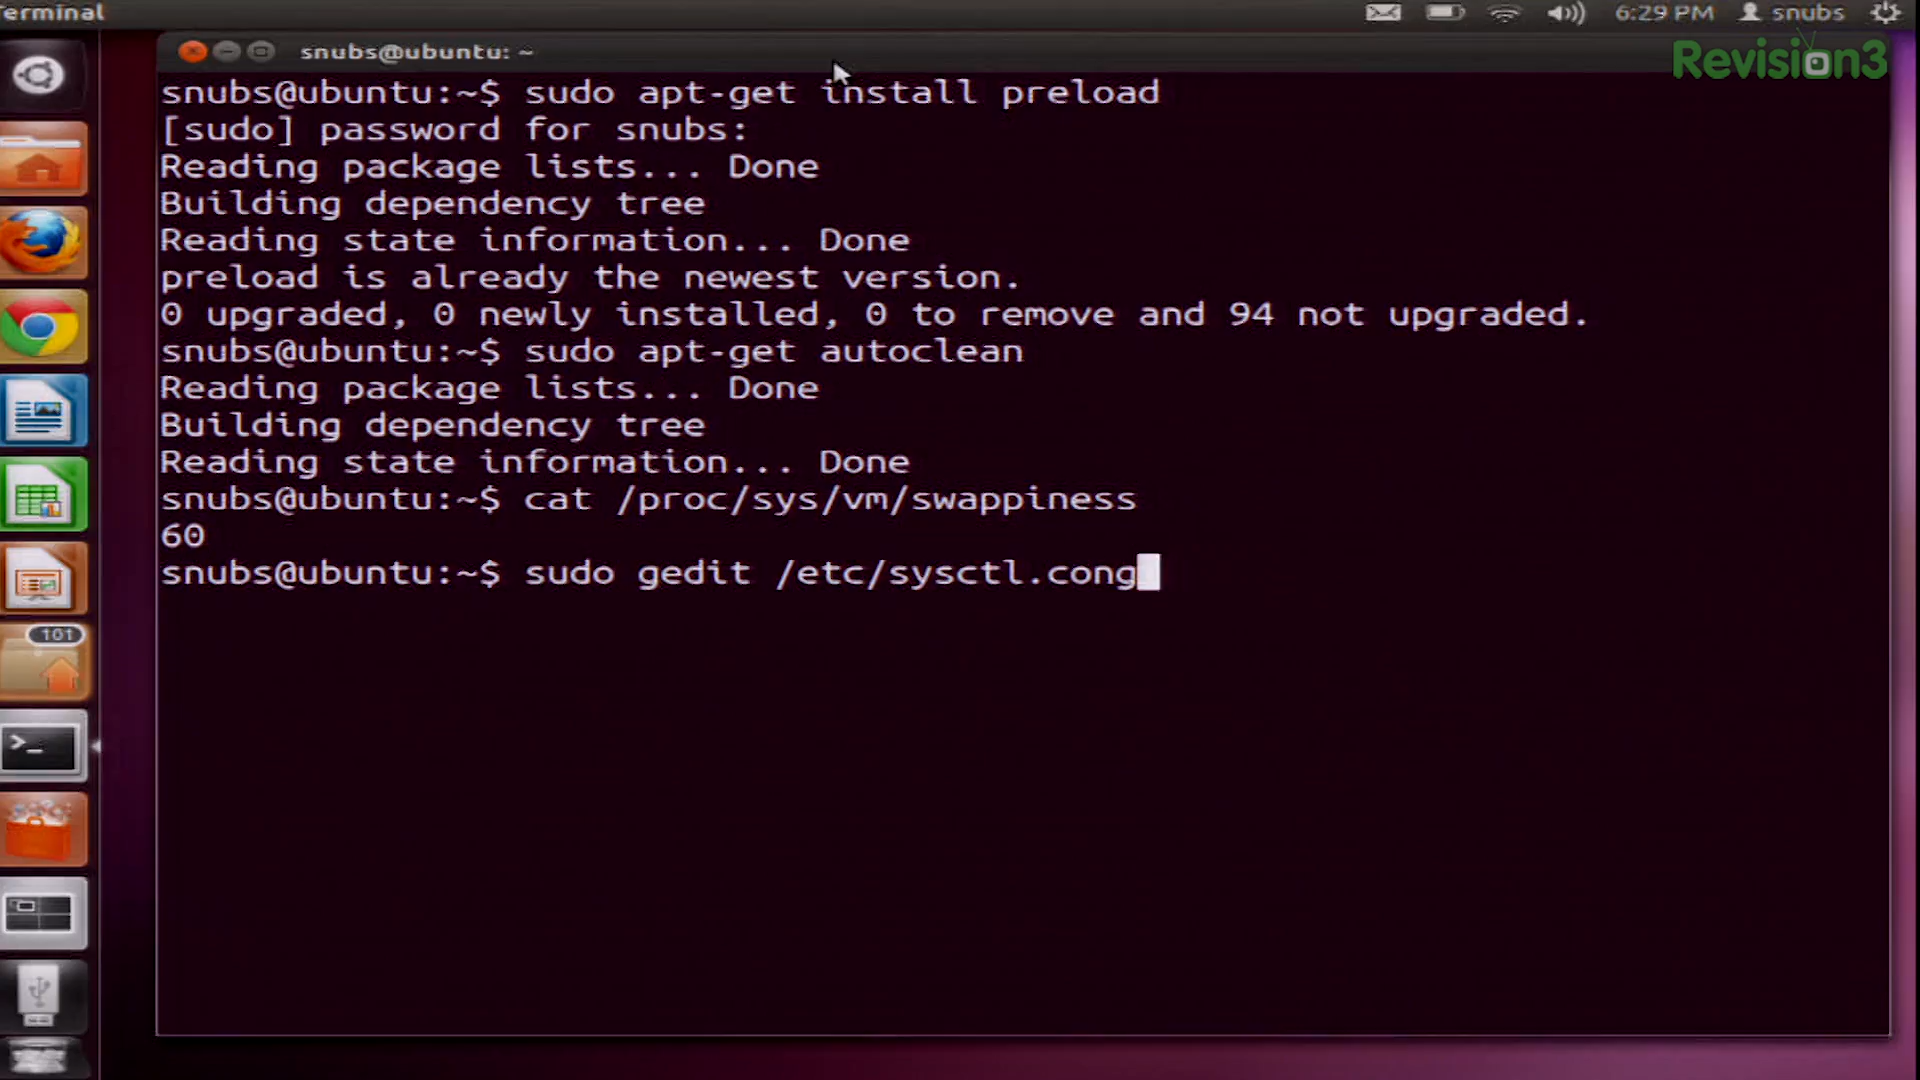 erminal
6:29 PM
snubs
snubs@ubuntu: ~
Revision3
snubs@ubuntu:~$ sudo apt-get install preload
[sudo] password for snubs:
Reading package lists... Done
Building dependency tree
Reading state information... Done
preload is already the newest version.
0 upgraded, 0 newly installed, 0 to remove and 94 not upgraded.
snubs@ubuntu:~$ sudo apt-get autoclean
Reading package lists... Done
Building dependency tree
Reading state information... Done
snubs@ubuntu:~$ cat /proc/sys/vm/swappiness
60
snubs@ubuntu:~$ sudo gedit /etc/sysctl.cong
101